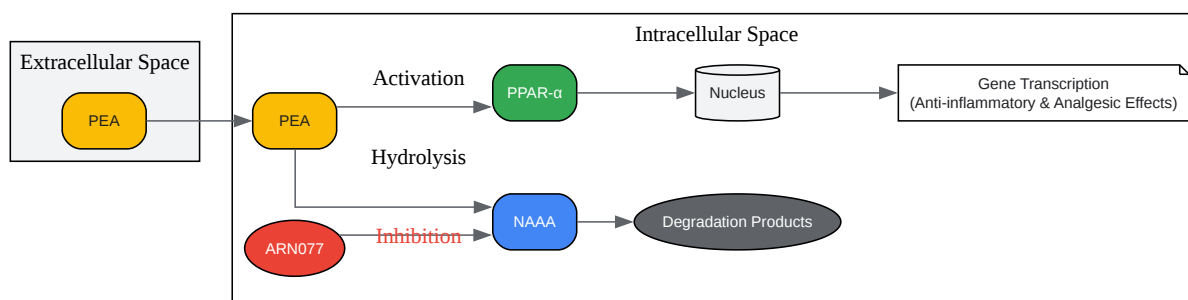 Intracellular Space
Extracellular Space
Activation
PEA
PEA
PPAR-α
Nucleus
Gene Transcription
(Anti-inflammatory & Analgesic Effects)
Hydrolysis
ARN077
Inhibition
NAAA
Degradation Products